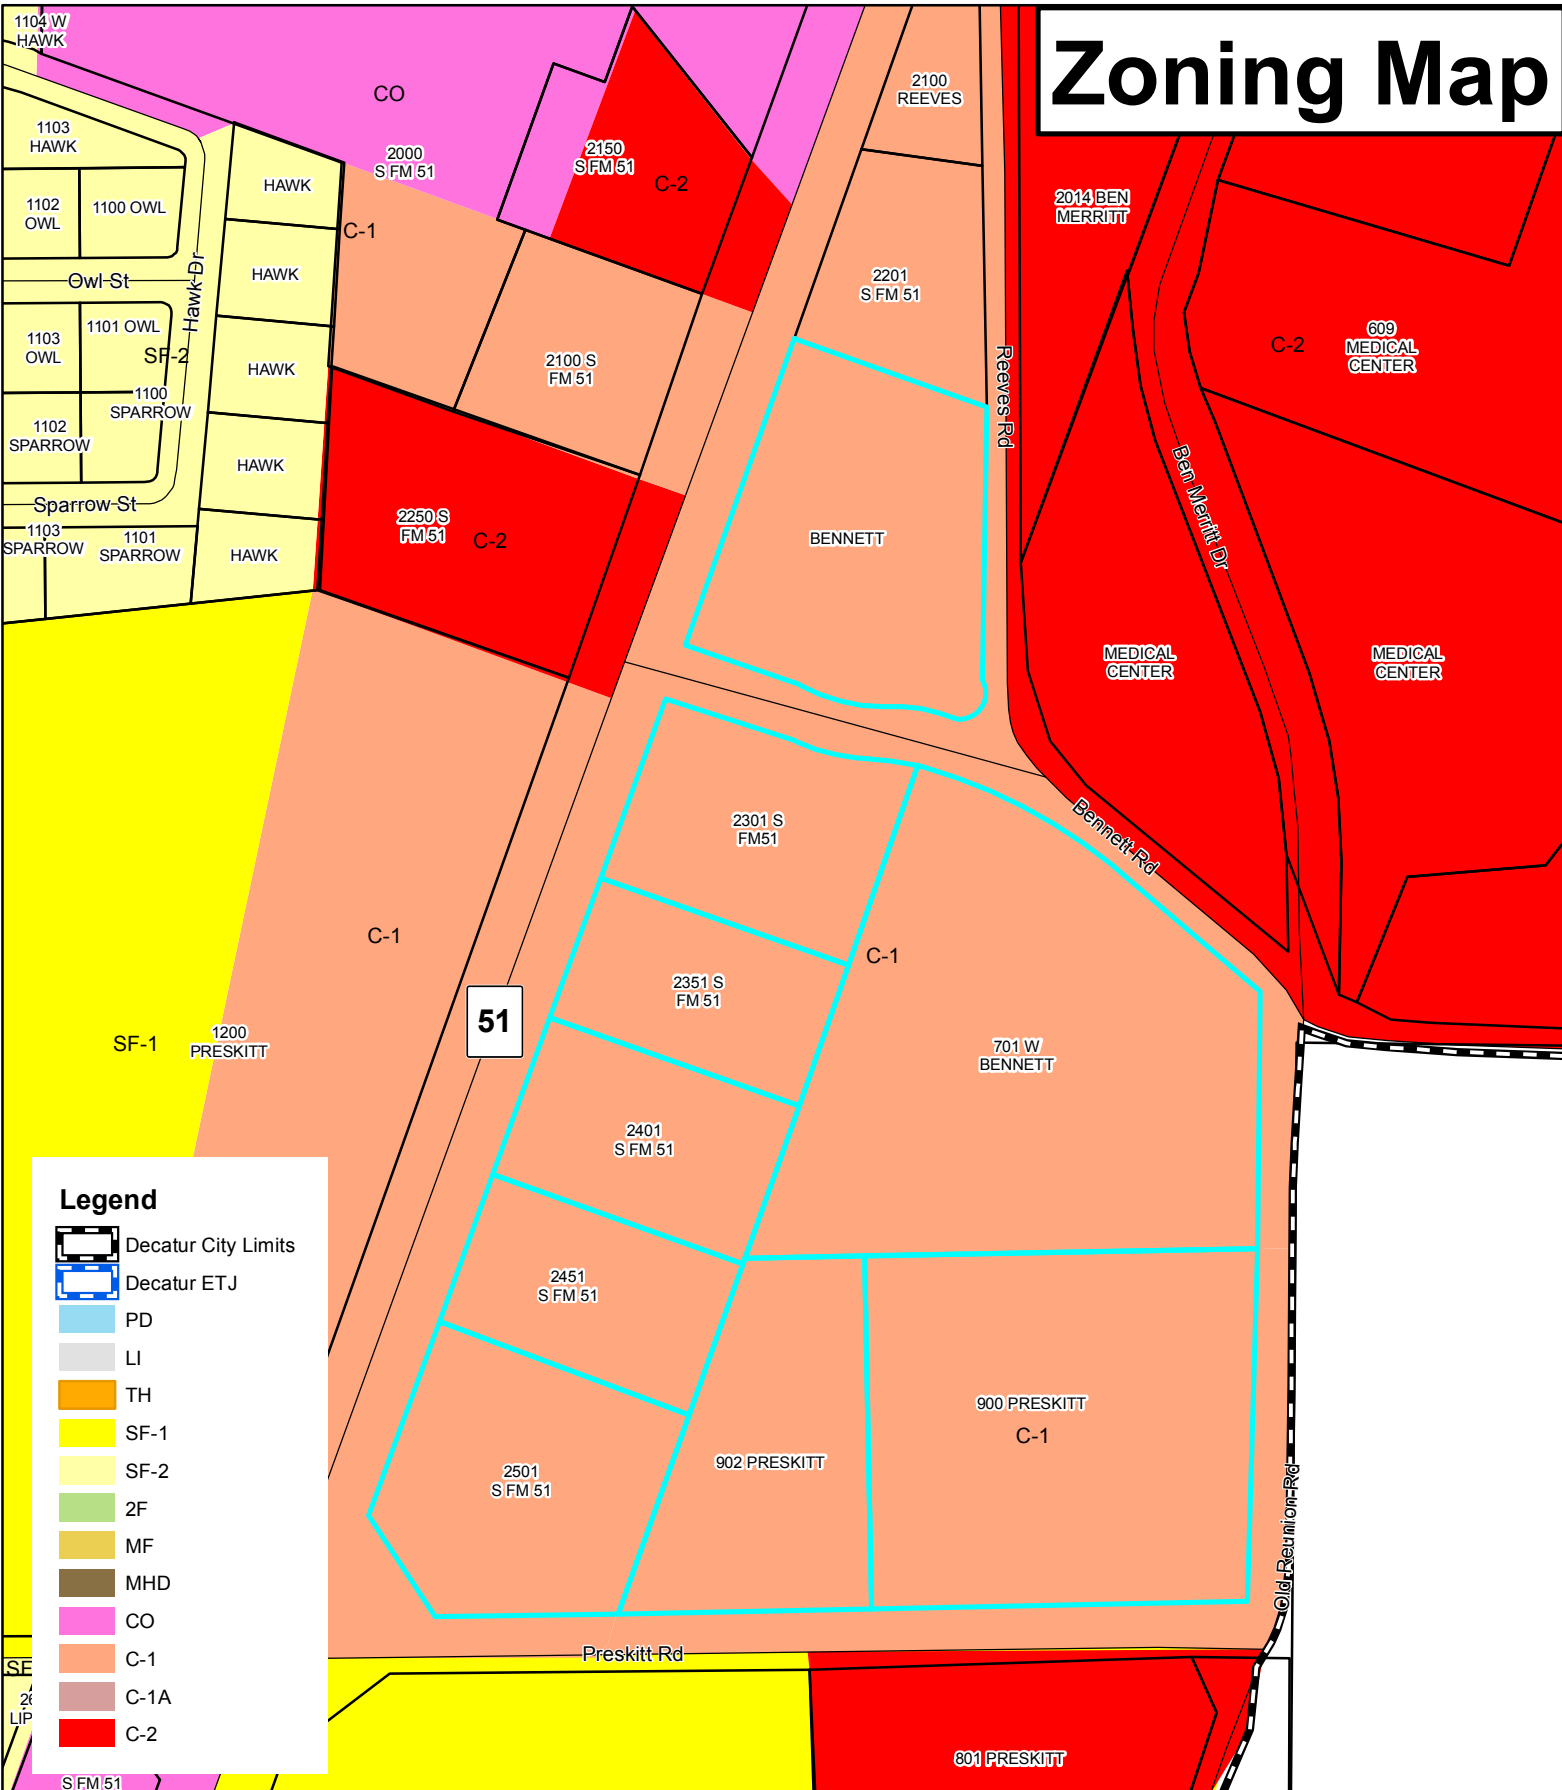 Zoning Map
1104 W
HAWK
CO
2100
REEVES
1103
HAWK
2000
S FM 51
2150
S FM 51
C-2
HAWK
2014 BEN
MERRITT
1102
OWL
1100 OWL
C-1
Owl St
Hawk Dr
HAWK
2201
S FM 51
1103
OWL
1101 OWL
SF-2
HAWK
2100 S
FM 51
Reeves Rd
C-2
609
MEDICAL
CENTER
1100
SPARROW
1102
SPARROW
HAWK
Ben Merritt Dr
Sparrow St
1103
SPARROW
1101
SPARROW
HAWK
2250 S
FM 51
C-2
BENNETT
MEDICAL
CENTER
MEDICAL
CENTER
2301 S
FM51
Bennett Rd
C-1
C-1
2351 S
FM 51
51
SF-1
1200
PRESKITT
701 W
BENNETT
2401
S FM 51
2451
S FM 51
900 PRESKITT
C-1
902 PRESKITT
2501
S FM 51
Old Reunion Rd
Preskitt Rd
801 PRESKITT
Legend
Decatur City Limits
Decatur ETJ
PD
LI
TH
SF-1
SF-2
2F
MF
MHD
CO
C-1
C-1A
C-2
S FM 51